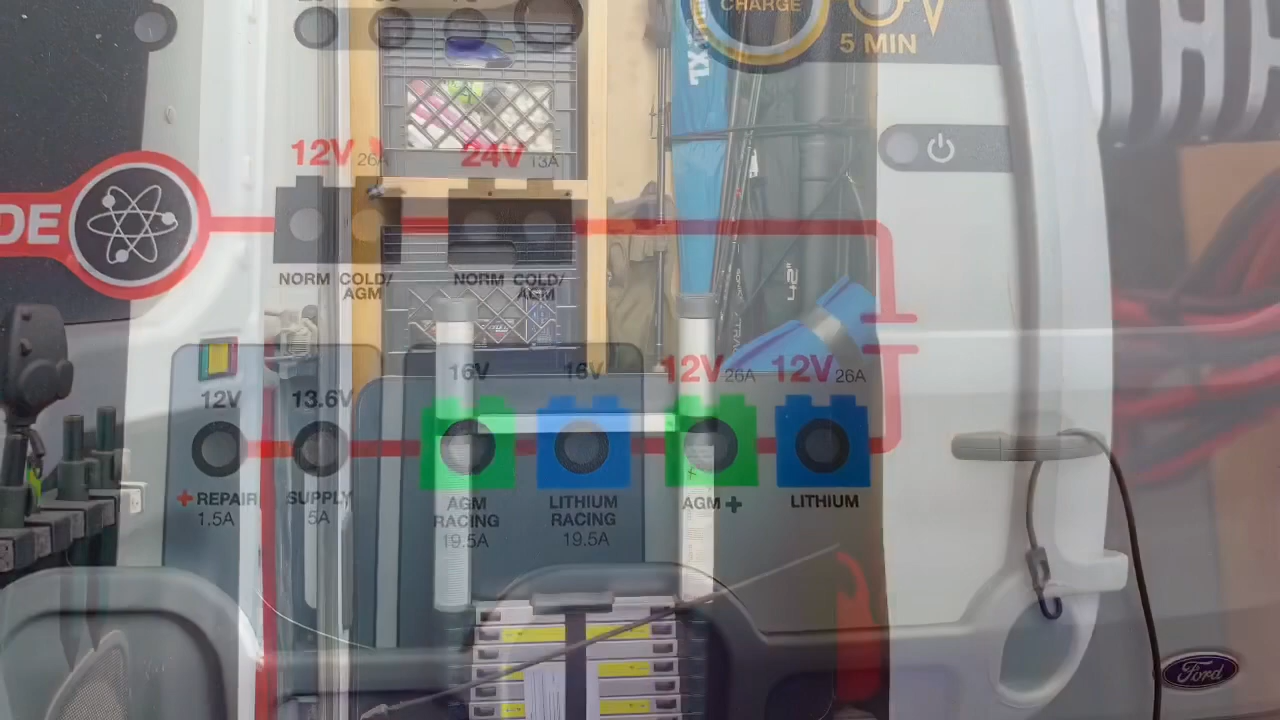 CHARGE
5 MIN
12V 26A 24V 13A
DE
NORM COLD/ NORM COLD/
AGM AGM
42"
16V 16V 12V 26A 12V 26A
12V 13.6V
+REPAIR SUPPLY AGM LITHIUM AGM + LITHIUM
1.5A 5A RACING RACING
19.5A 19.5A
Ford